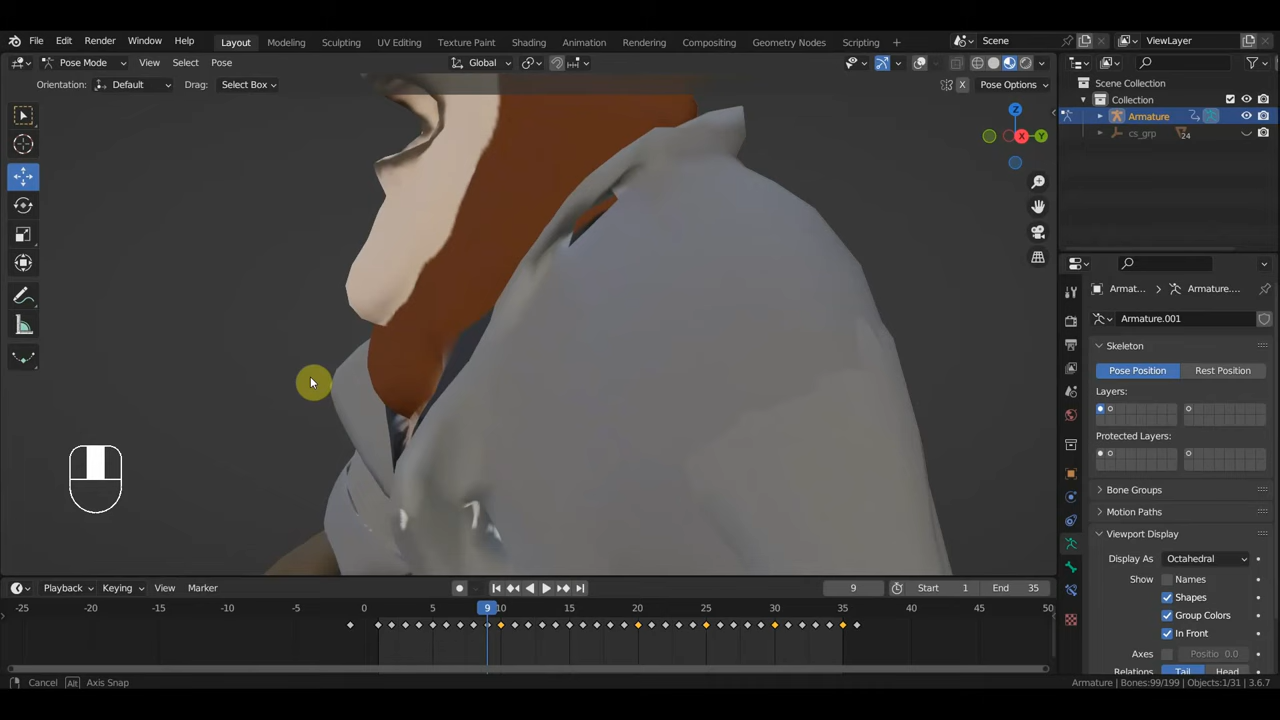 File Edit Render Window Help Layout Modeling Sculpting UV Editing Texture Paint Shading Animation Rendering Compositing Geometry Nodes Scripting + Scene ViewLayer
Pose Mode View Select Pose Global
Orientation: Default Drag: Select Box X Pose Options
Scene Collection
Collection
Armature
cs_grp 24
Z
X Y
Armat... > Armature....
Armature.001
Skeleton
Pose Position Rest Position
Layers:
Protected Layers:
Bone Groups
Motion Paths
Viewport Display
Display As Octahedral
Show Names
Shapes
Group Colors
In Front
Axes Positio 0.0
Relations Tail Head
Playback Keying View Marker 9 Start 1 End 35
-25 -20 -15 -10 -5 0 5 9 10 15 20 25 30 35 40 45 50
Cancel Alt Axis Snap Armature | Bones:99/199 | Objects:1/31 | 3.6.7